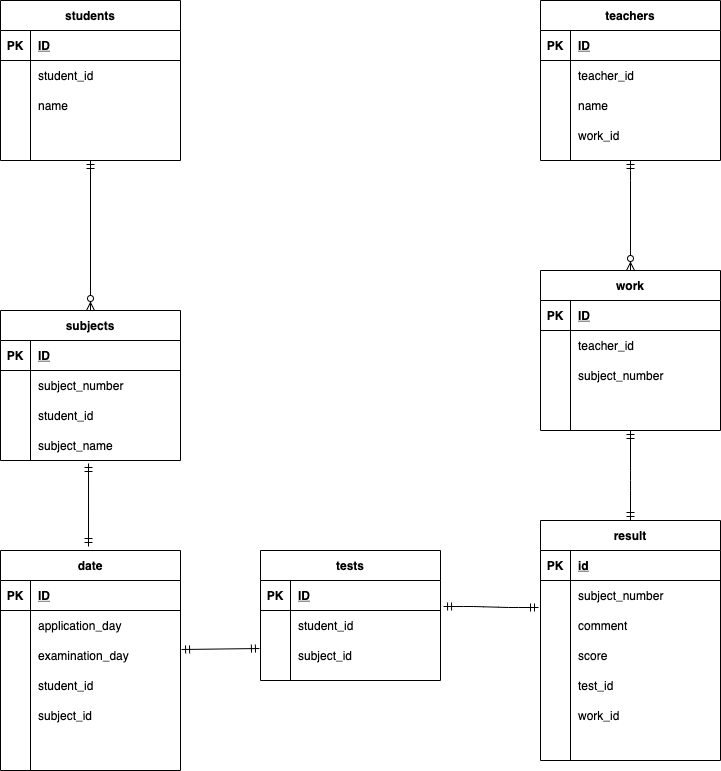 students
PK ID
student_id
name
teachers
PK ID
teacher_id
name
work_id
subjects
PK ID
subject_number
student_id
subject_name
work
PK ID
teacher_id
subject_number
date
PK ID
application_day
examination_day
student_id
subject_id
tests
PK ID
student_id
subject_id
result
PK id
subject_number
comment
score
test_id
work_id